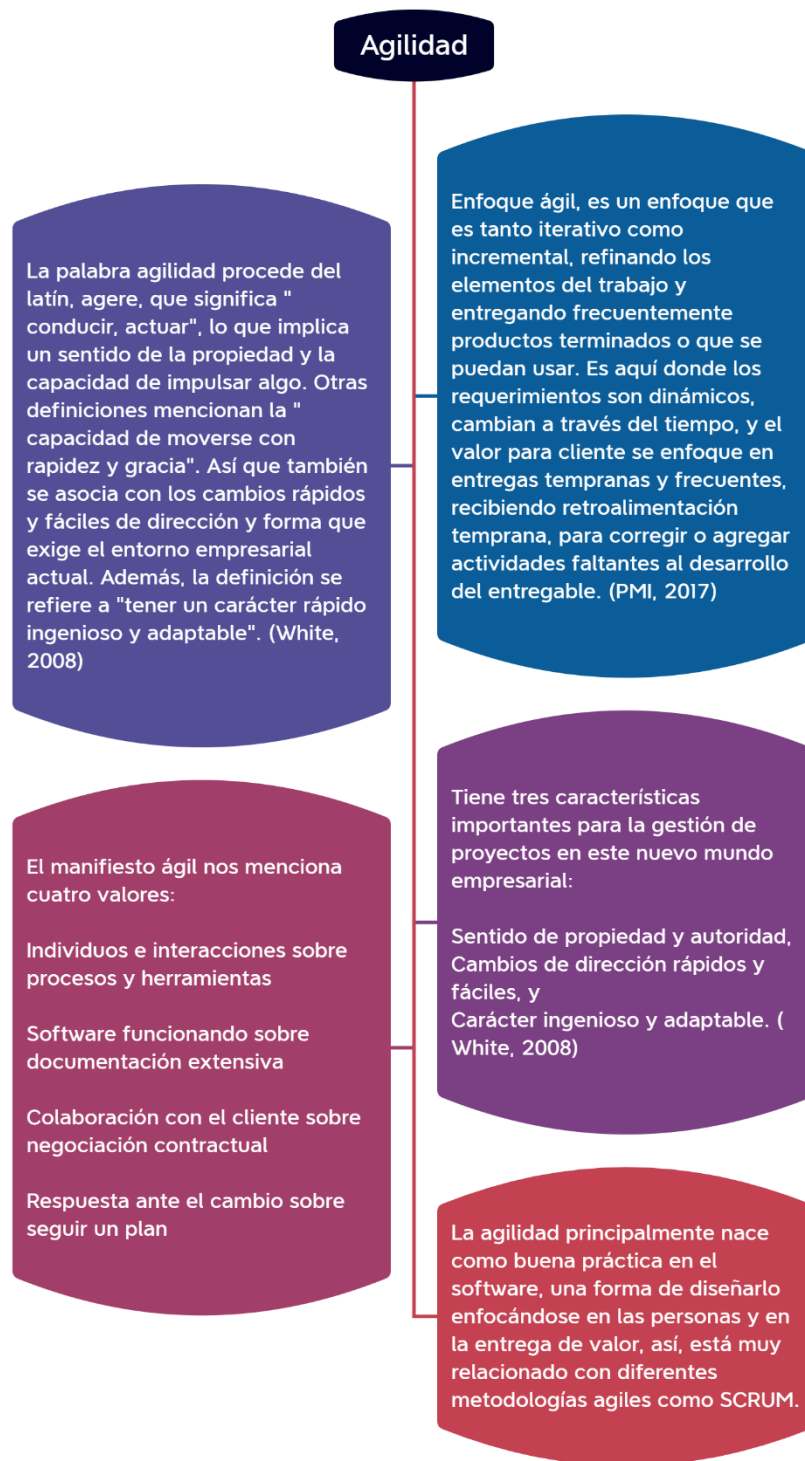 Agilidad
Enfoque ágil, es un enfoque que
es tanto iterativo como
incremental, refinando los
elementos del trabajo y
entregando frecuentemente
productos terminados o que se
puedan usar. Es aquí donde los
requerimientos son dinámicos,
cambian a través del tiempo, y el
valor para cliente se enfoque en
entregas tempranas y frecuentes,
recibiendo retroalimentación
temprana, para corregir o agregar
actividades faltantes al desarrollo
del entregable. (PMI, 2017)
La palabra agilidad procede del
latín, agere, que significa "
conducir, actuar", lo que implica
un sentido de la propiedad y la
capacidad de impulsar algo. Otras
definiciones mencionan la "
capacidad de moverse con
rapidez y gracia". Así que también
se asocia con los cambios rápidos
y fáciles de dirección y forma que
exige el entorno empresarial
actual. Además, la definición se
refiere a "tener un carácter rápido
ingenioso y adaptable". (White,
2008)
Tiene tres características
importantes para la gestión de
proyectos en este nuevo mundo
empresarial:
Sentido de propiedad y autoridad,
Cambios de dirección rápidos y
fáciles, y
Carácter ingenioso y adaptable. (
White, 2008)
El manifiesto ágil nos menciona
cuatro valores:
Individuos e interacciones sobre
procesos y herramientas
Software funcionando sobre
documentación extensiva
Colaboración con el cliente sobre
negociación contractual
Respuesta ante el cambio sobre
seguir un plan
La agilidad principalmente nace
como buena práctica en el
software, una forma de diseñarlo
enfocándose en las personas y en
la entrega de valor, así, está muy
relacionado con diferentes
metodologías agiles como SCRUM.